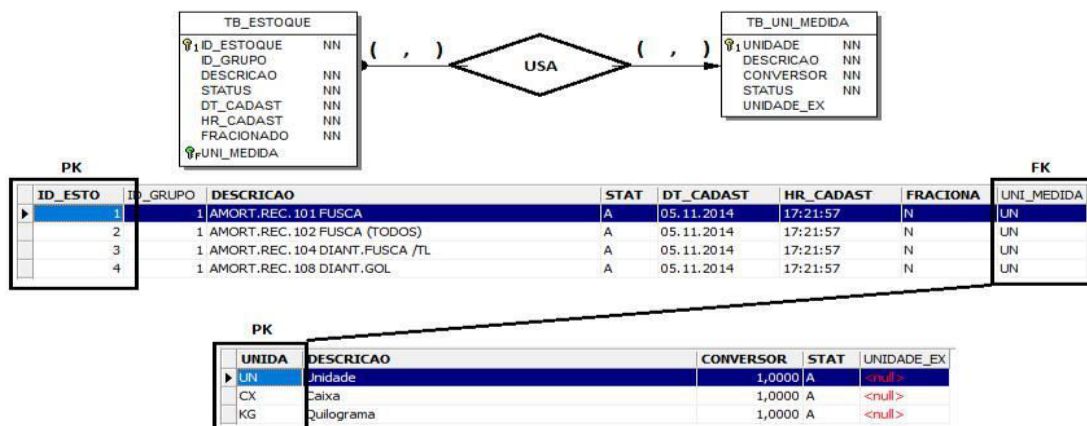 TB_ESTOQUE
1 ID_ESTOQUE NN
ID_GRUPO
DESCRICAO NN
STATUS NN
DT_CADAST NN
HR_CADAST NN
FRACIONADO NN
F UNI_MEDIDA
( , )
USA
( , )
TB_UNI_MEDIDA
1 UNIDADE NN
DESCRICAO NN
CONVERSOR NN
STATUS NN
UNIDADE_EX
PK
FK
ID_ESTO ID_GRUPO DESCRICAO STAT DT_CADAST HR_CADAST FRACIONA UNI_MEDIDA
1 1 AMORT.REC.101 FUSCA A 05.11.2014 17:21:57 N UN
2 1 AMORT.REC.102 FUSCA (TODOS) A 05.11.2014 17:21:57 N UN
3 1 AMORT.REC.104 DIANT.FUSCA /TL A 05.11.2014 17:21:57 N UN
4 1 AMORT.REC.108 DIANT.GOL A 05.11.2014 17:21:57 N UN
PK
UNIDA DESCRICAO CONVERSOR STAT UNIDADE_EX
UN Unidade 1,0000 A <null>
CX Caixa 1,0000 A <null>
KG Quilograma 1,0000 A <null>